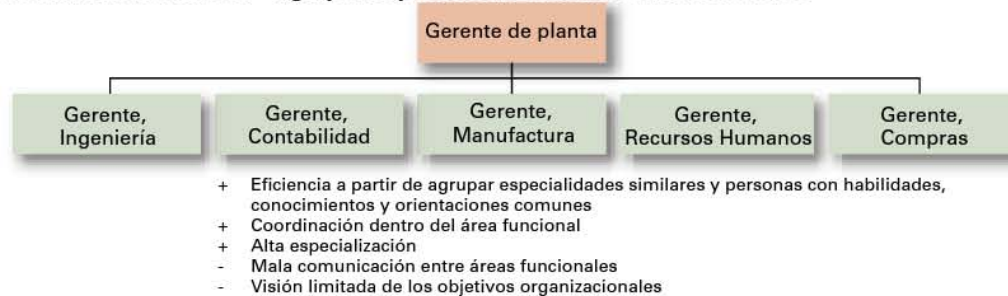 Gerente de planta
Gerente,
Ingeniería
Gerente,
Contabilidad
Gerente,
Manufactura
Gerente,
Recursos Humanos
Gerente,
Compras
+ Eficiencia a partir de agrupar especialidades similares y personas con habilidades,
conocimientos y orientaciones comunes
+ Coordinación dentro del área funcional
+ Alta especialización
- Mala comunicación entre áreas funcionales
- Visión limitada de los objetivos organizacionales